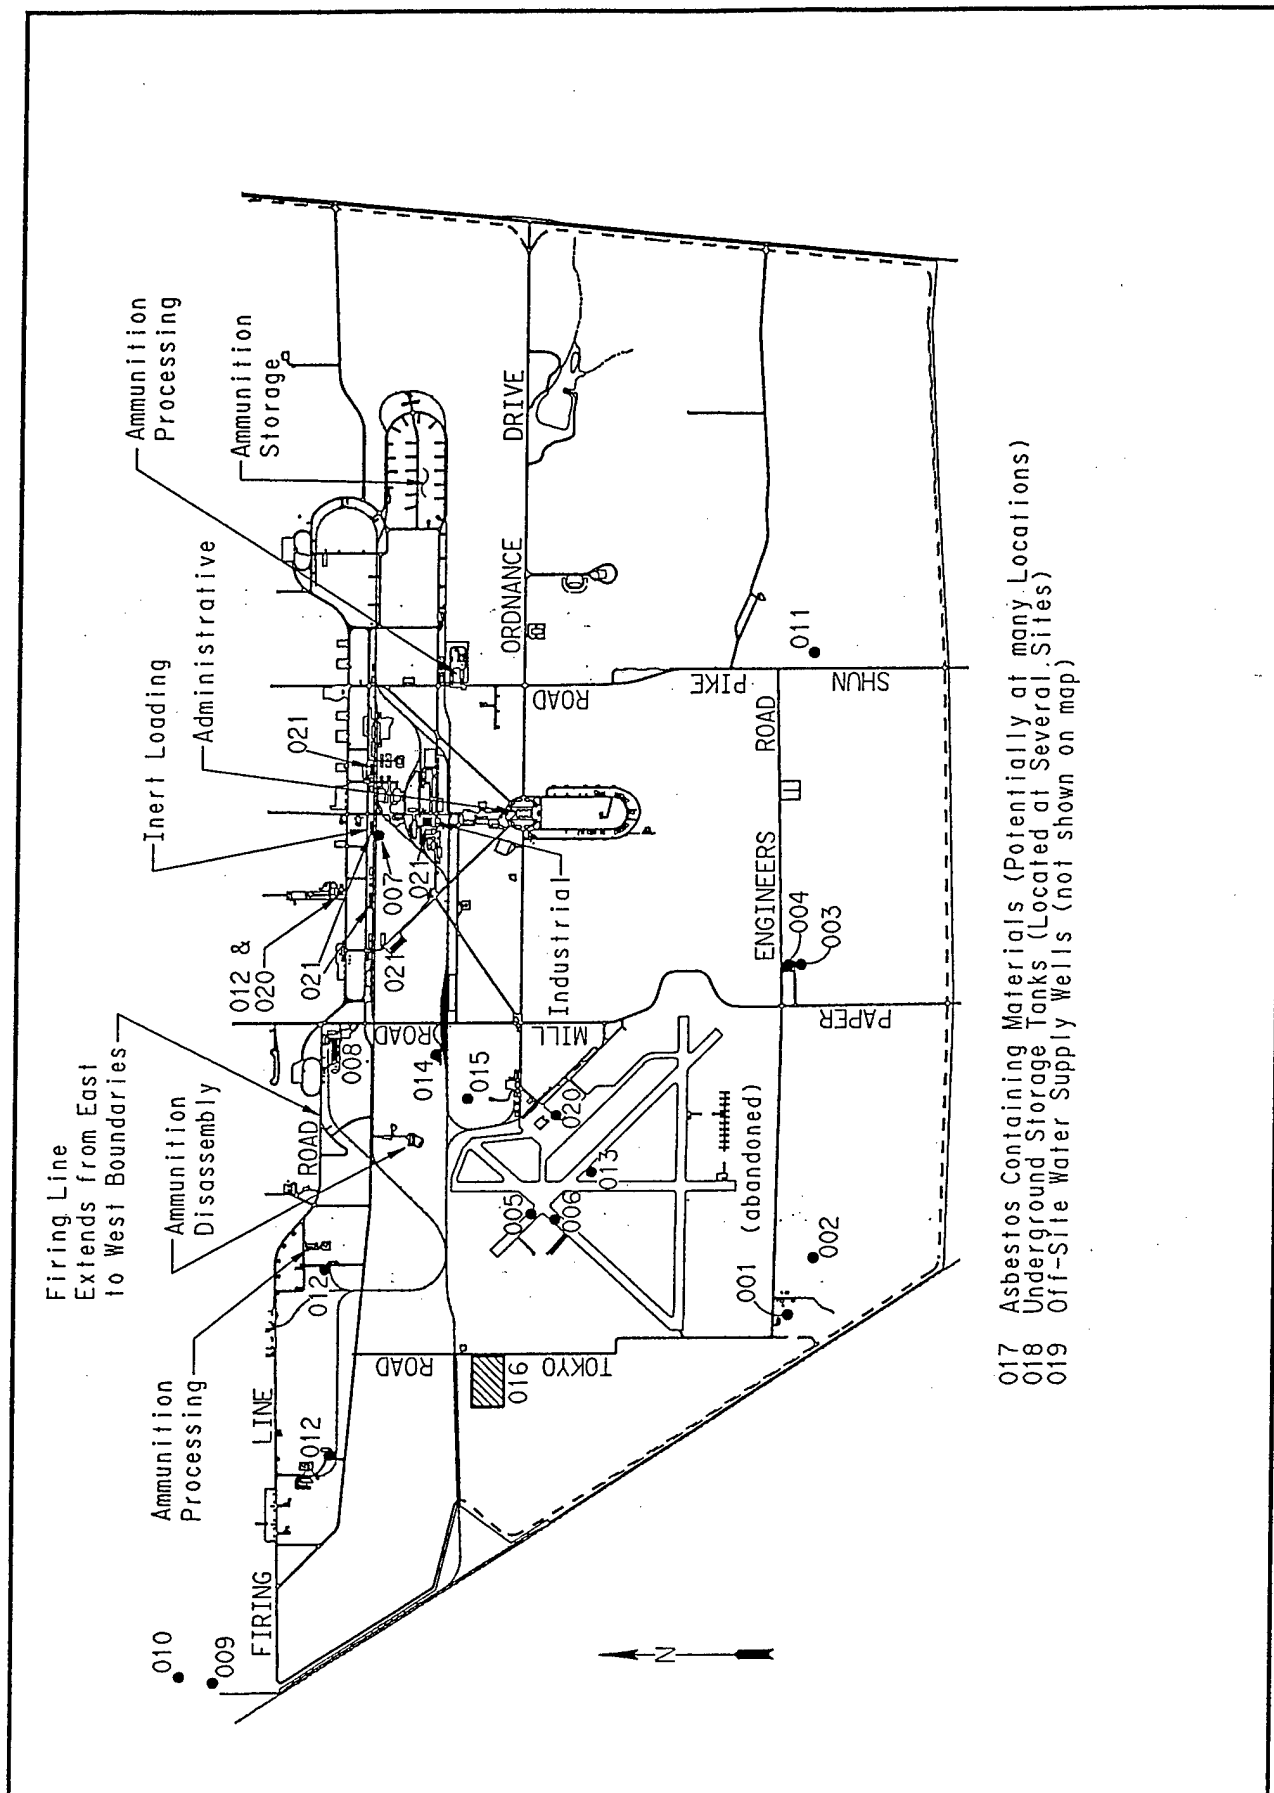 Firing Line
Extends from East
to West Boundaries
Ammunition
Disassembly
Ammunition
Processing
Inert Loading
Administrative
Ammunition
Processing
Ammunition
Storage
Industrial
010
009
FIRING LINE ROAD
012
012
012 &
020
021
021
021
021
007
008
014
015
020
013
005
006
016
001
002
004
003
011
TOKYO ROAD
PAPER MILL ROAD
SHUN PIKE ROAD
ORDNANCE DRIVE
ENGINEERS ROAD
(abandoned)
N
017 Asbestos Containing Materials (Potentially at many Locations)
018 Underground Storage Tanks (Located at Several Sites)
019 Off-Site Water Supply Wells (not shown on map)